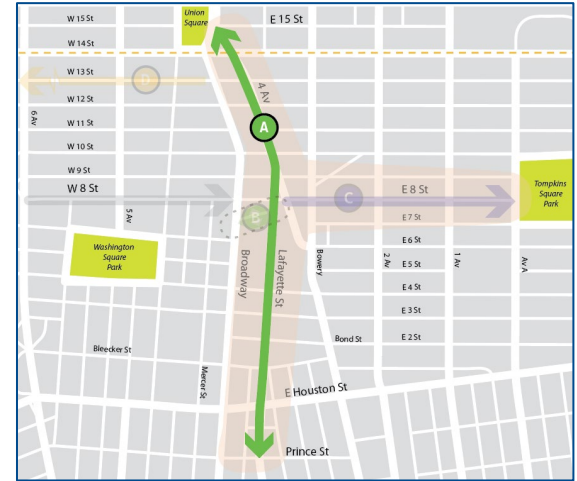 Union
Square
W 15 St
E 15 St
W 14 St
W 13 St
D
W 12 St
4 Av
6 Av
W 11 St
A
W 10 St
W 9 St
W 8 St
C
E 8 St
Tompkins
Square
Park
5 Av
B
E 7 St
E 6 St
Washington
Square
Park
Broadway
Lafayette St
Bowery
2 Av
E 5 St
1 Av
Av A
E 4 St
E 3 St
Bond St
E 2 St
Bleecker St
Mercer St
E Houston St
Prince St